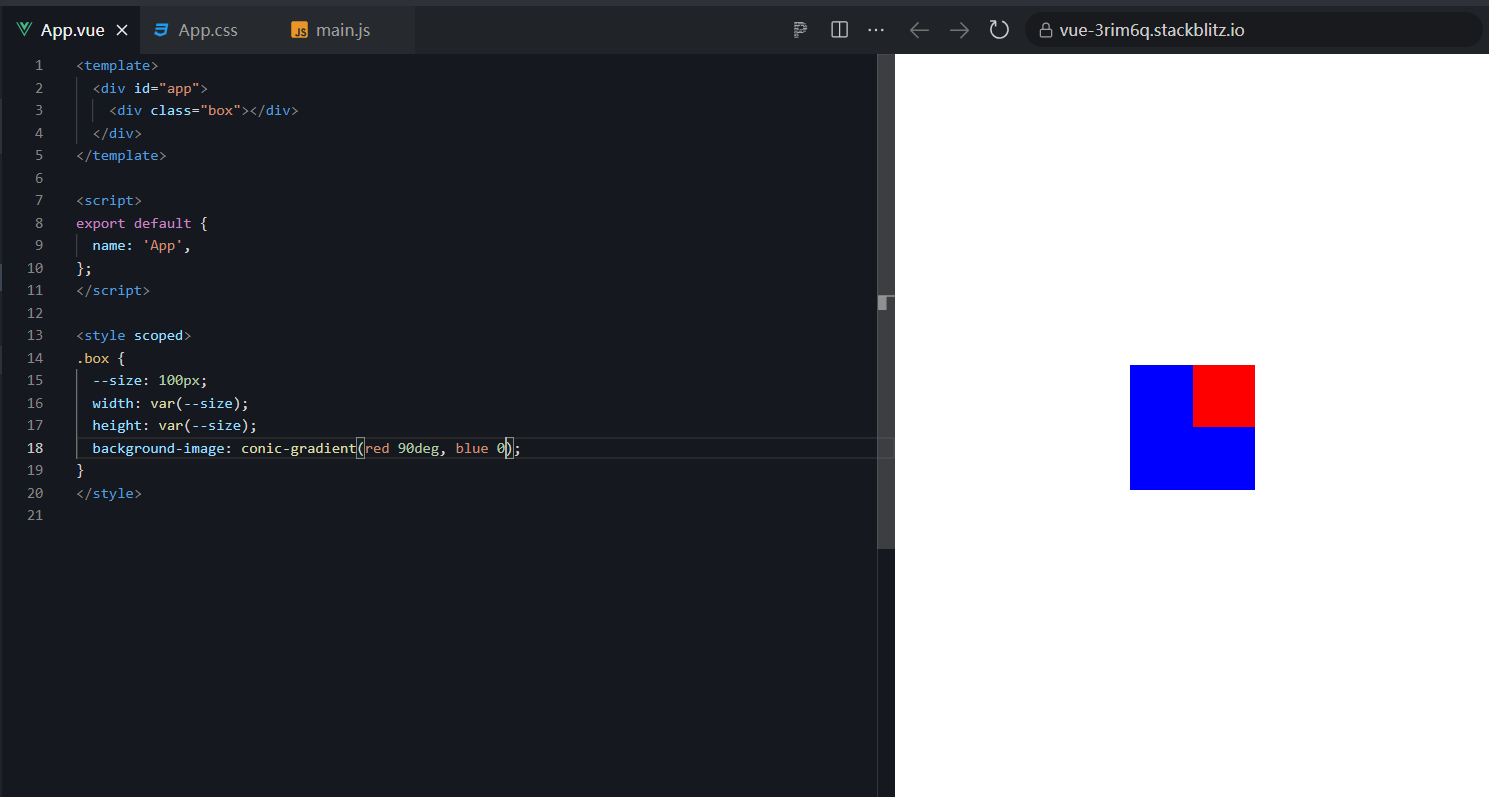 App.vue App.css JS main.js vue-3rim6q.stackblitz.io
1 <template>
2   <div id="app">
3     <div class="box"></div>
4   </div>
5 </template>
6
7 <script>
8 export default {
9   name: 'App',
10 };
11 </script>
12
13 <style scoped>
14 .box {
15   --size: 100px;
16   width: var(--size);
17   height: var(--size);
18   background-image: conic-gradient(red 90deg, blue 0);
19 }
20 </style>
21